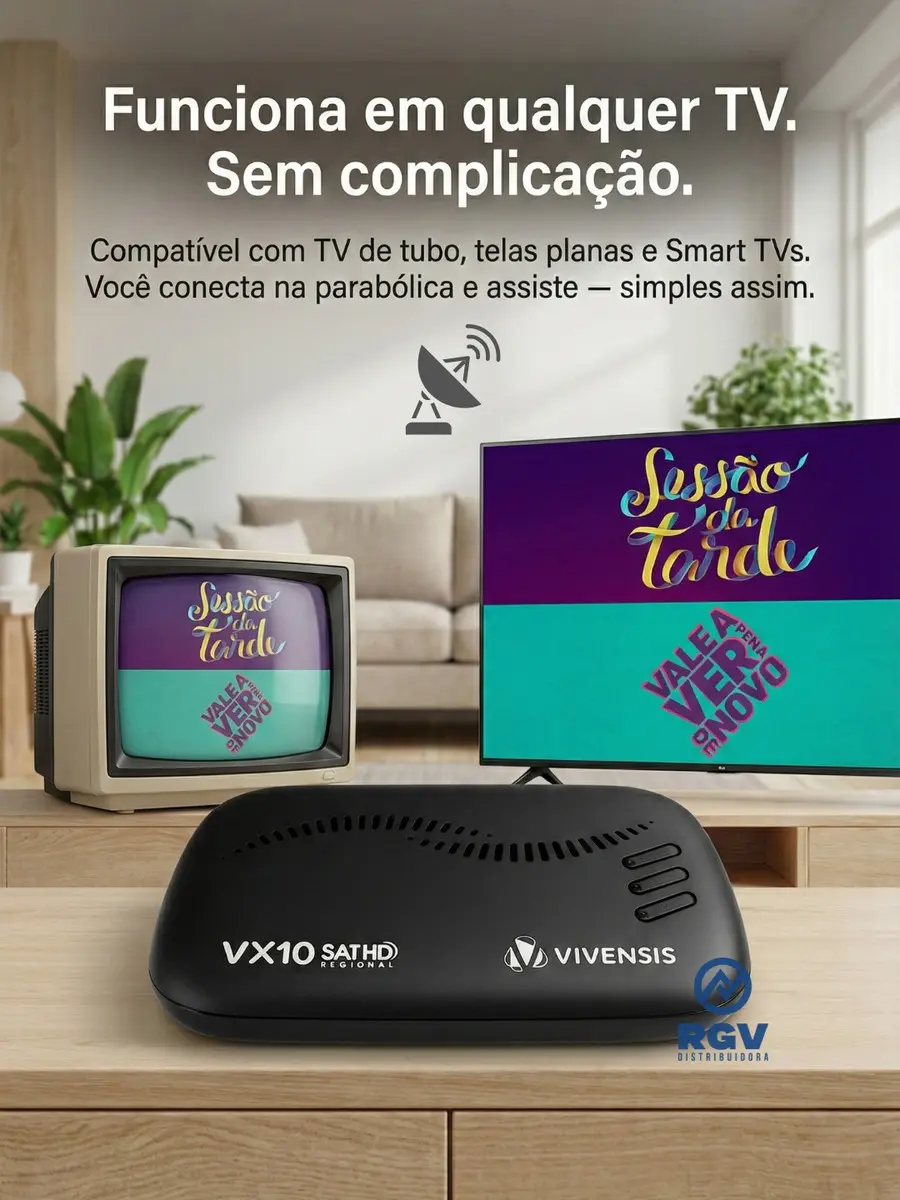 Funciona em qualquer TV.
Sem complicação.
Compatível com TV de tubo, telas planas e Smart TVs.
Você conecta na parabólica e assiste — simples assim.
Sessão
da
Tarde
VALE A
PENA
VER
DE
NOVO
Sessão
da
Tarde
VALE A
PENA
VER
DE
NOVO
VX10 SATHD
REGIONAL
VIVENSIS
RGV
DISTRIBUIDORA